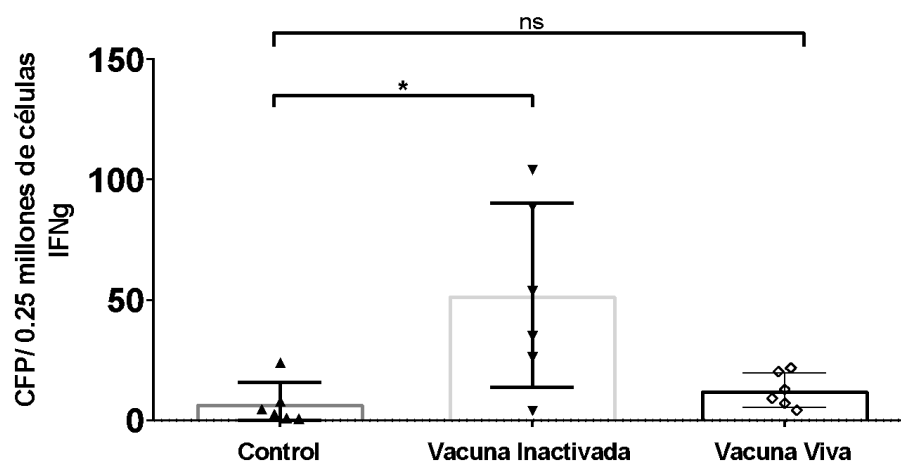 ns
*
150
100
50
0
CFP/ 0.25 millones de células
IFNg
Control
Vacuna Inactivada
Vacuna Viva